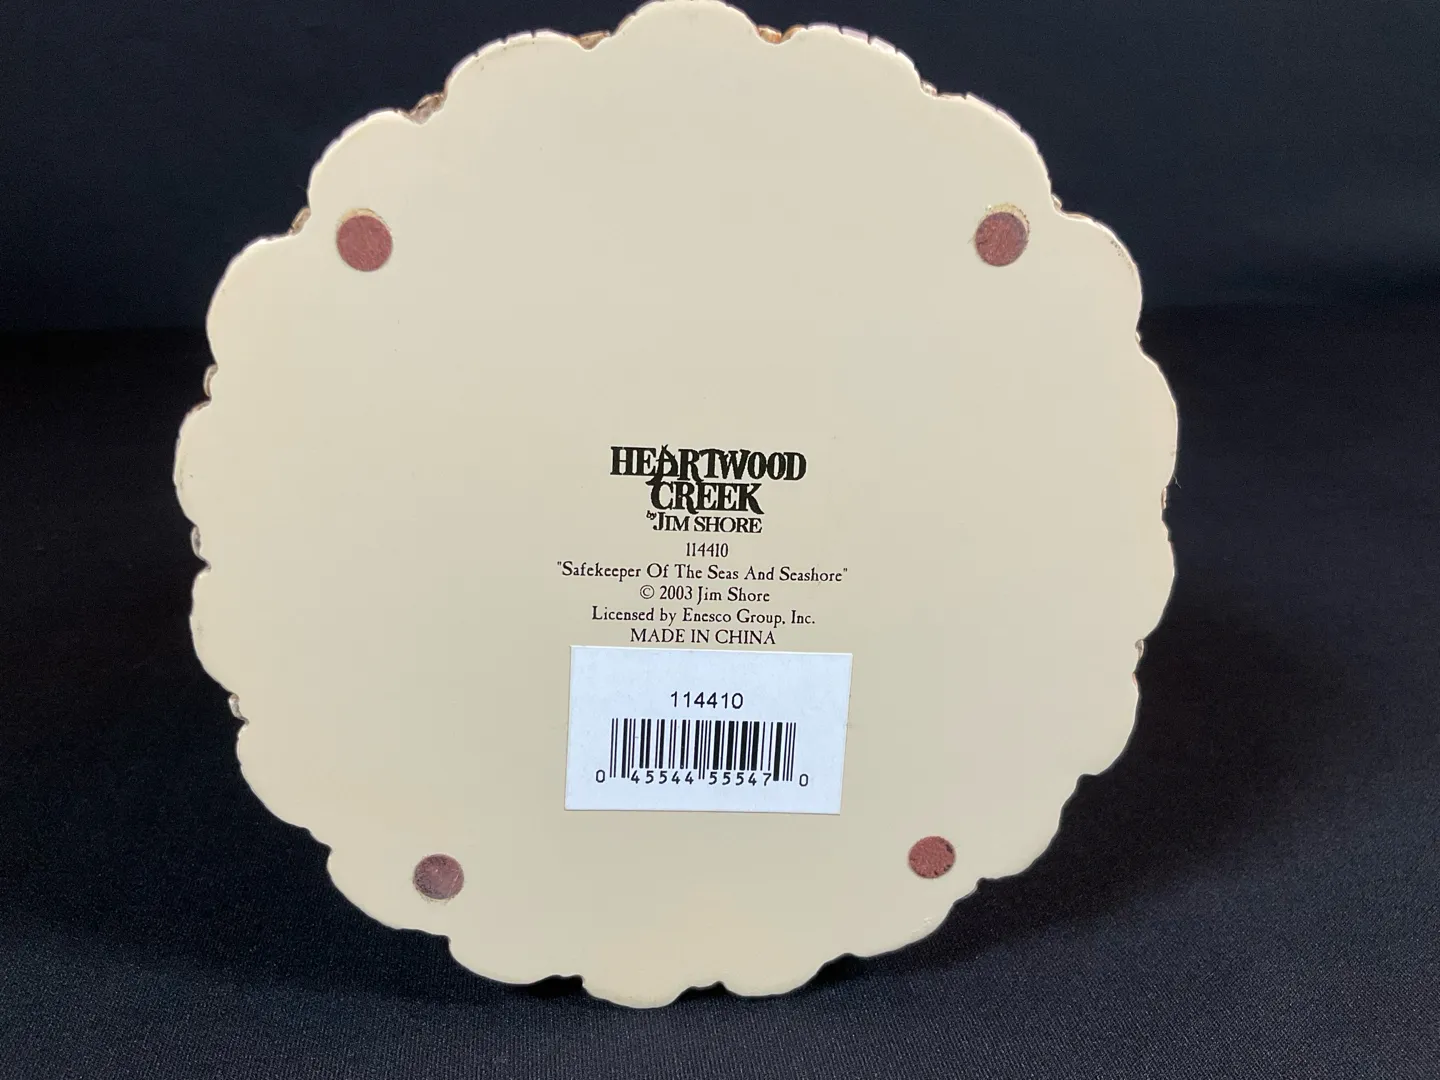 HEARTWOOD
CREEK
by JIM SHORE
114410
"Safekeeper Of The Seas And Seashore"
© 2003 Jim Shore
Licensed by Enesco Group, Inc.
MADE IN CHINA
114410
0 45544 55547 0